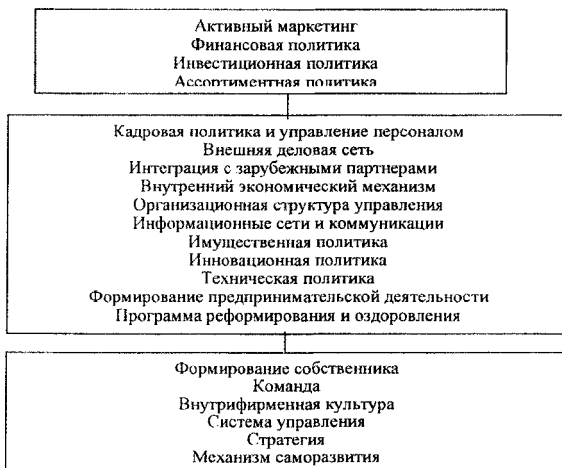 Активный маркетинг
Финансовая политика
Инвестиционная политика
Ассортиментная политика
Кадровая политика и управление персоналом
Внешняя деловая сеть
Интеграция с зарубежными партнерами
Внутренний экономический механизм
Организационная структура управления
Информационные сети и коммуникации
Имущественная политика
Инновационная политика
Техническая политика
Формирование предпринимательской деятельности
Программа реформирования и оздоровления
Формирование собственника
Команда
Внутрифирменная культура
Система управления
Стратегия
Механизм саморазвития